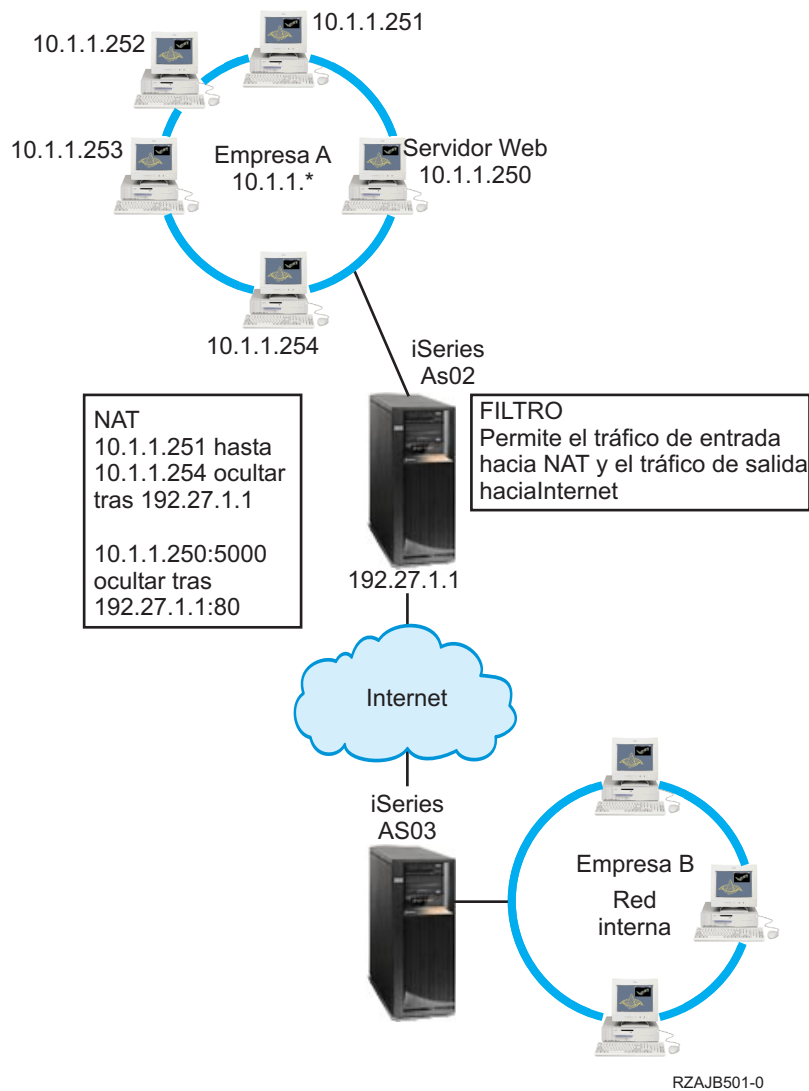 10.1.1.251
10.1.1.252
10.1.1.253
Empresa A
10.1.1.*
Servidor Web
10.1.1.250
10.1.1.254
iSeries
As02
NAT
10.1.1.251 hasta
10.1.1.254 ocultar
tras 192.27.1.1
10.1.1.250:5000
ocultar tras
192.27.1.1:80
FILTRO
Permite el tráfico de entrada
hacia NAT y el tráfico de salida
haciaInternet
192.27.1.1
Internet
iSeries
AS03
Empresa B
Red
interna
RZAJB501-0